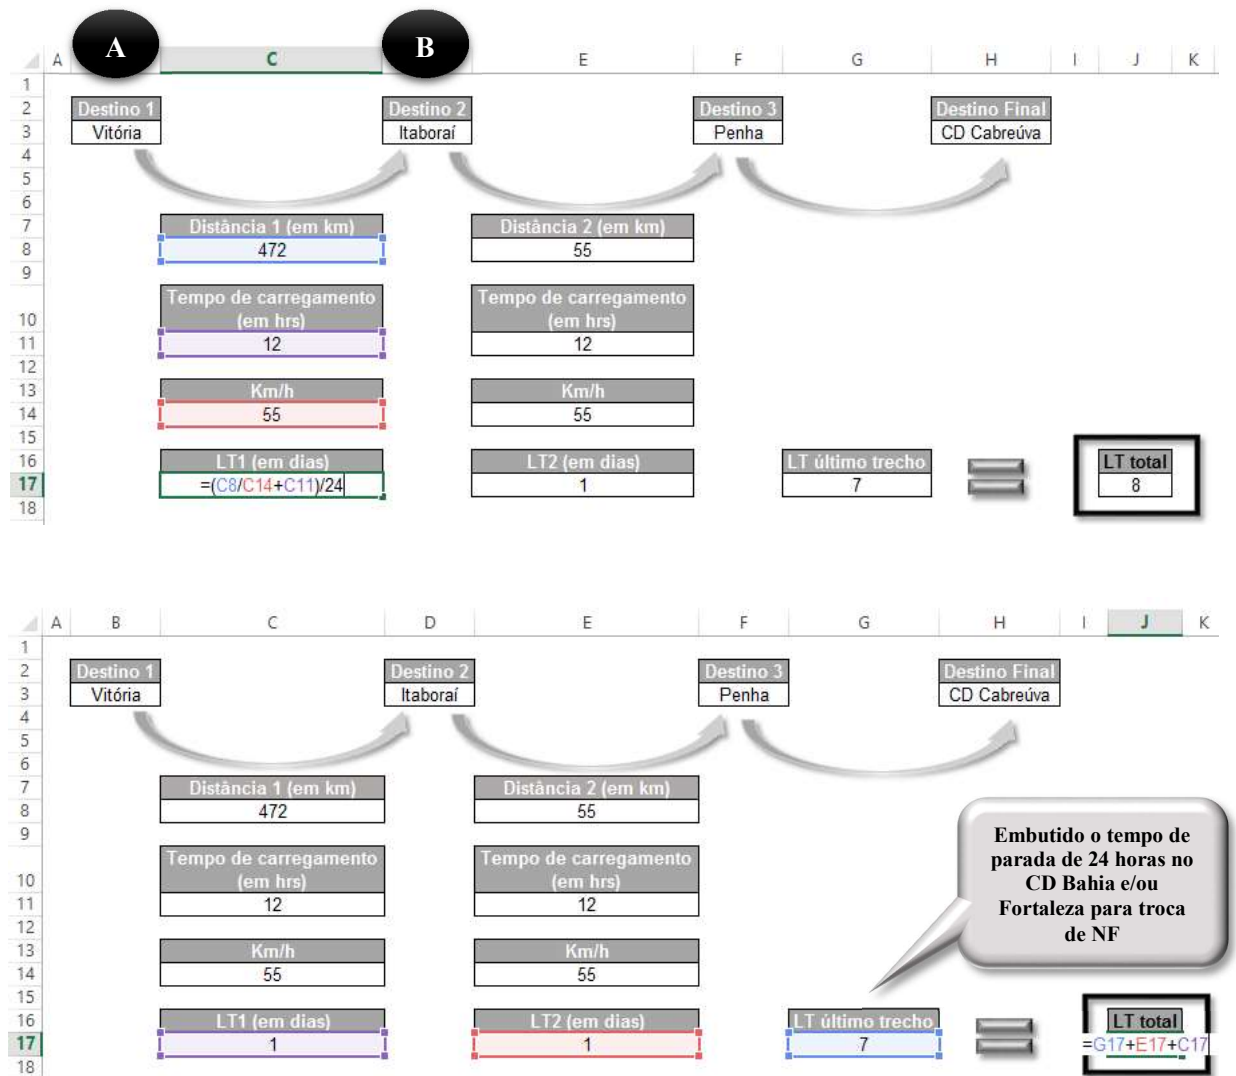 A B
A C E F G H I J K
1
2 Destino 1 Destino 2 Destino 3 Destino Final
3 Vitória Itaboraí Penha CD Cabreúva
4
5
6
7 Distância 1 (em km) Distância 2 (em km)
8 472 55
9
Tempo de carregamento Tempo de carregamento
10 (em hrs) (em hrs)
11 12 12
12
13 Km/h Km/h
14 55 55
15
16 LT1 (em dias) LT2 (em dias) LT último trecho LT total
17 =(C8/C14+C11)/24 1 7 8
18
A B C D E F G H I J K
1
2 Destino 1 Destino 2 Destino 3 Destino Final
3 Vitória Itaboraí Penha CD Cabreúva
4
5
6
7 Distância 1 (em km) Distância 2 (em km)
8 472 55
9
Embutido o tempo de
parada de 24 horas no
CD Bahia e/ou
Fortaleza para troca
de NF
Tempo de carregamento Tempo de carregamento
10 (em hrs) (em hrs)
11 12 12
12
13 Km/h Km/h
14 55 55
15
16 LT1 (em dias) LT2 (em dias) LT último trecho LT total
17 1 1 7 =G17+E17+C17
18